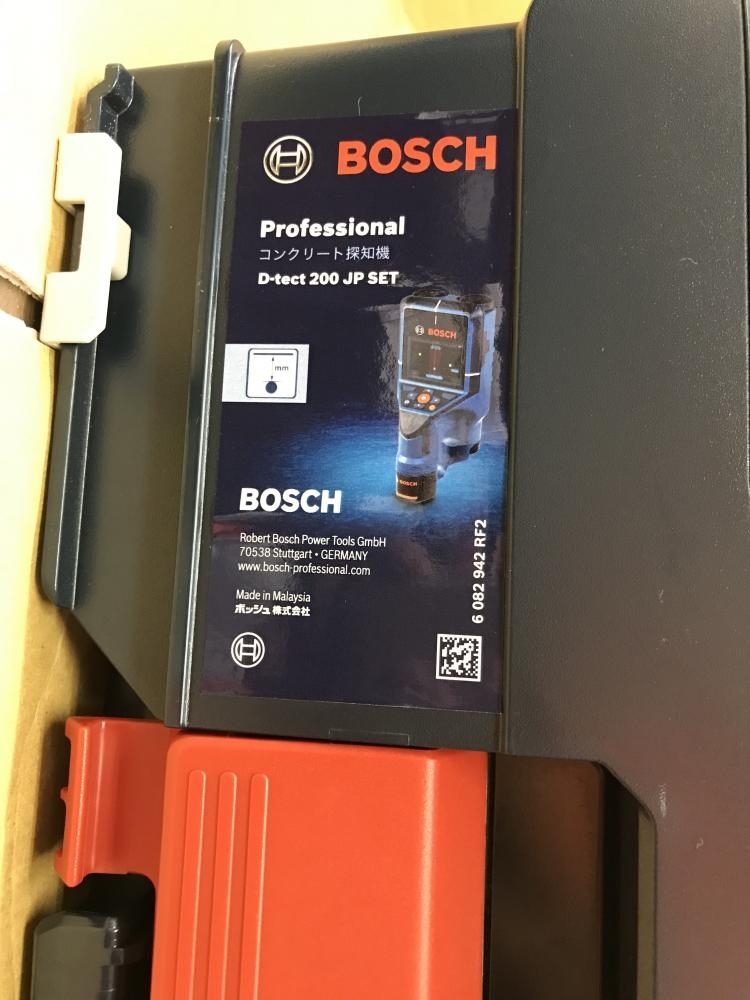 BOSCH
Professional
コンクリート探知機
D-tect 200 JP SET
BOSCH
mm
BOSCH
BOSCH
Robert Bosch Power Tools GmbH
70538 Stuttgart • GERMANY
www.bosch-professional.com
Made in Malaysia
ボッシュ株式会社
6 082 942 RF2